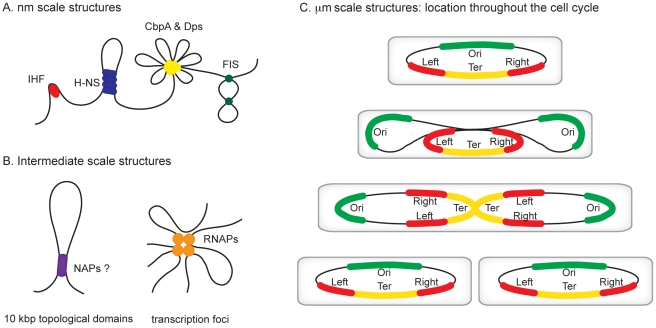 A. nm scale structures
CbpA & Dps
FIS
H-NS
IHF
B. Intermediate scale structures
NAPs ?
RNAPs
10 kbp topological domains
transcription foci
C. μm scale structures: location throughout the cell cycle
Ori
Left Right
Ter
Ori Ori
Left Ter Right
Right Left
Ori Ter Ter Ori
Left Right
Ori
Left Ter Right
Ori
Left Ter Right